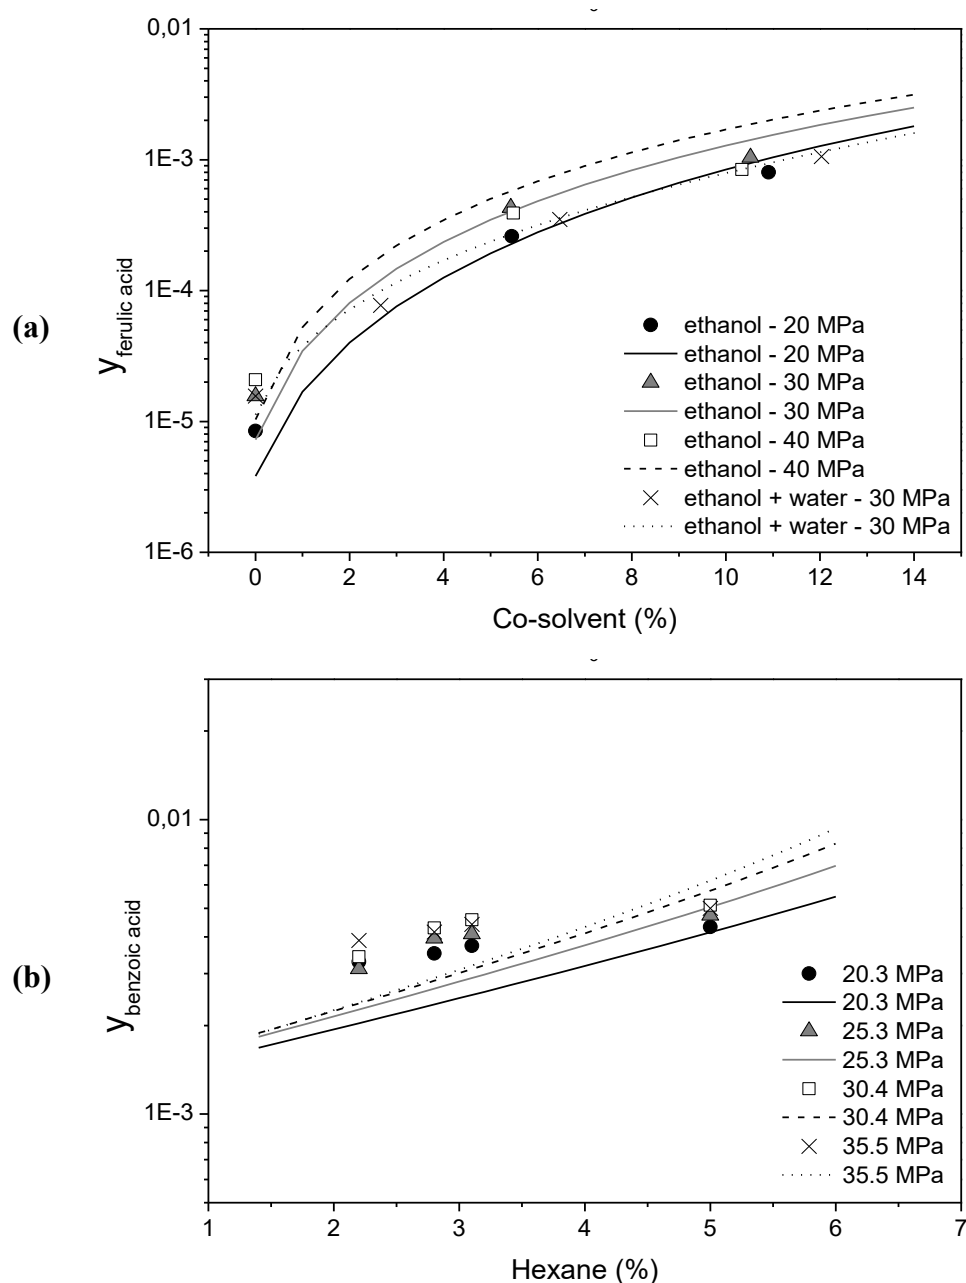 0,01
1E-3
1E-4
1E-5
1E-6
y ferulic acid
(a)
ethanol - 20 MPa
ethanol - 20 MPa
ethanol - 30 MPa
ethanol - 30 MPa
ethanol - 40 MPa
ethanol - 40 MPa
ethanol + water - 30 MPa
ethanol + water - 30 MPa
0 2 4 6 8 10 12 14
Co-solvent (%)
0,01
1E-3
y benzoic acid
(b)
20.3 MPa
20.3 MPa
25.3 MPa
25.3 MPa
30.4 MPa
30.4 MPa
35.5 MPa
35.5 MPa
1 2 3 4 5 6 7
Hexane (%)